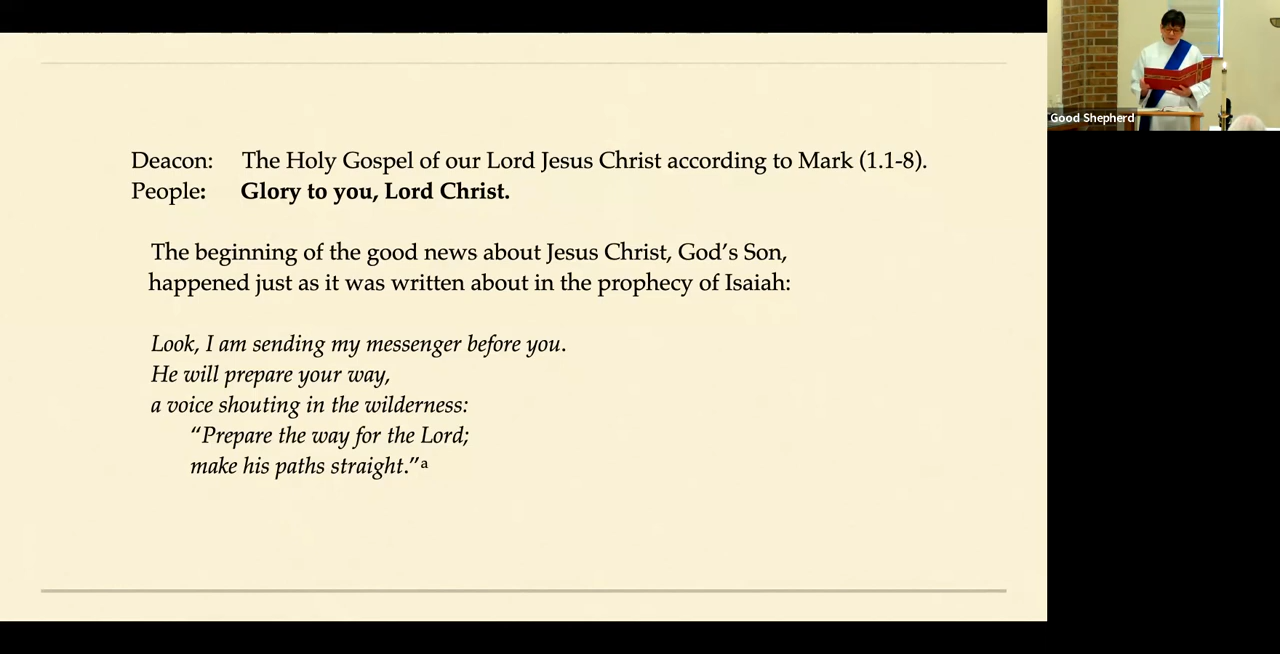 Deacon: The Holy Gospel of our Lord Jesus Christ according to Mark (1.1-8).
People: Glory to you, Lord Christ.
The beginning of the good news about Jesus Christ, God’s Son,
happened just as it was written about in the prophecy of Isaiah:
Look, I am sending my messenger before you.
He will prepare your way,
a voice shouting in the wilderness:
“Prepare the way for the Lord;
make his paths straight.”ᵃ
Good Shepherd